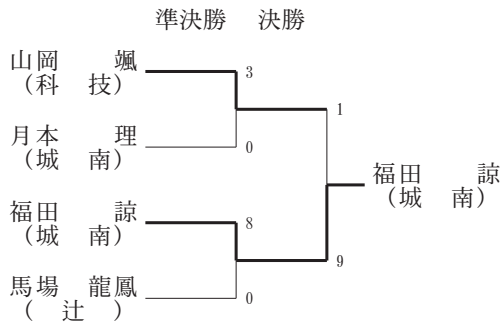 準決勝 決勝
山岡 颯
（科 技）
3
1
月本 理
（城 南）
0
福田 諒
（城 南）
福田 諒
（城 南）
8
9
馬場 龍鳳
（ 辻 ）
0